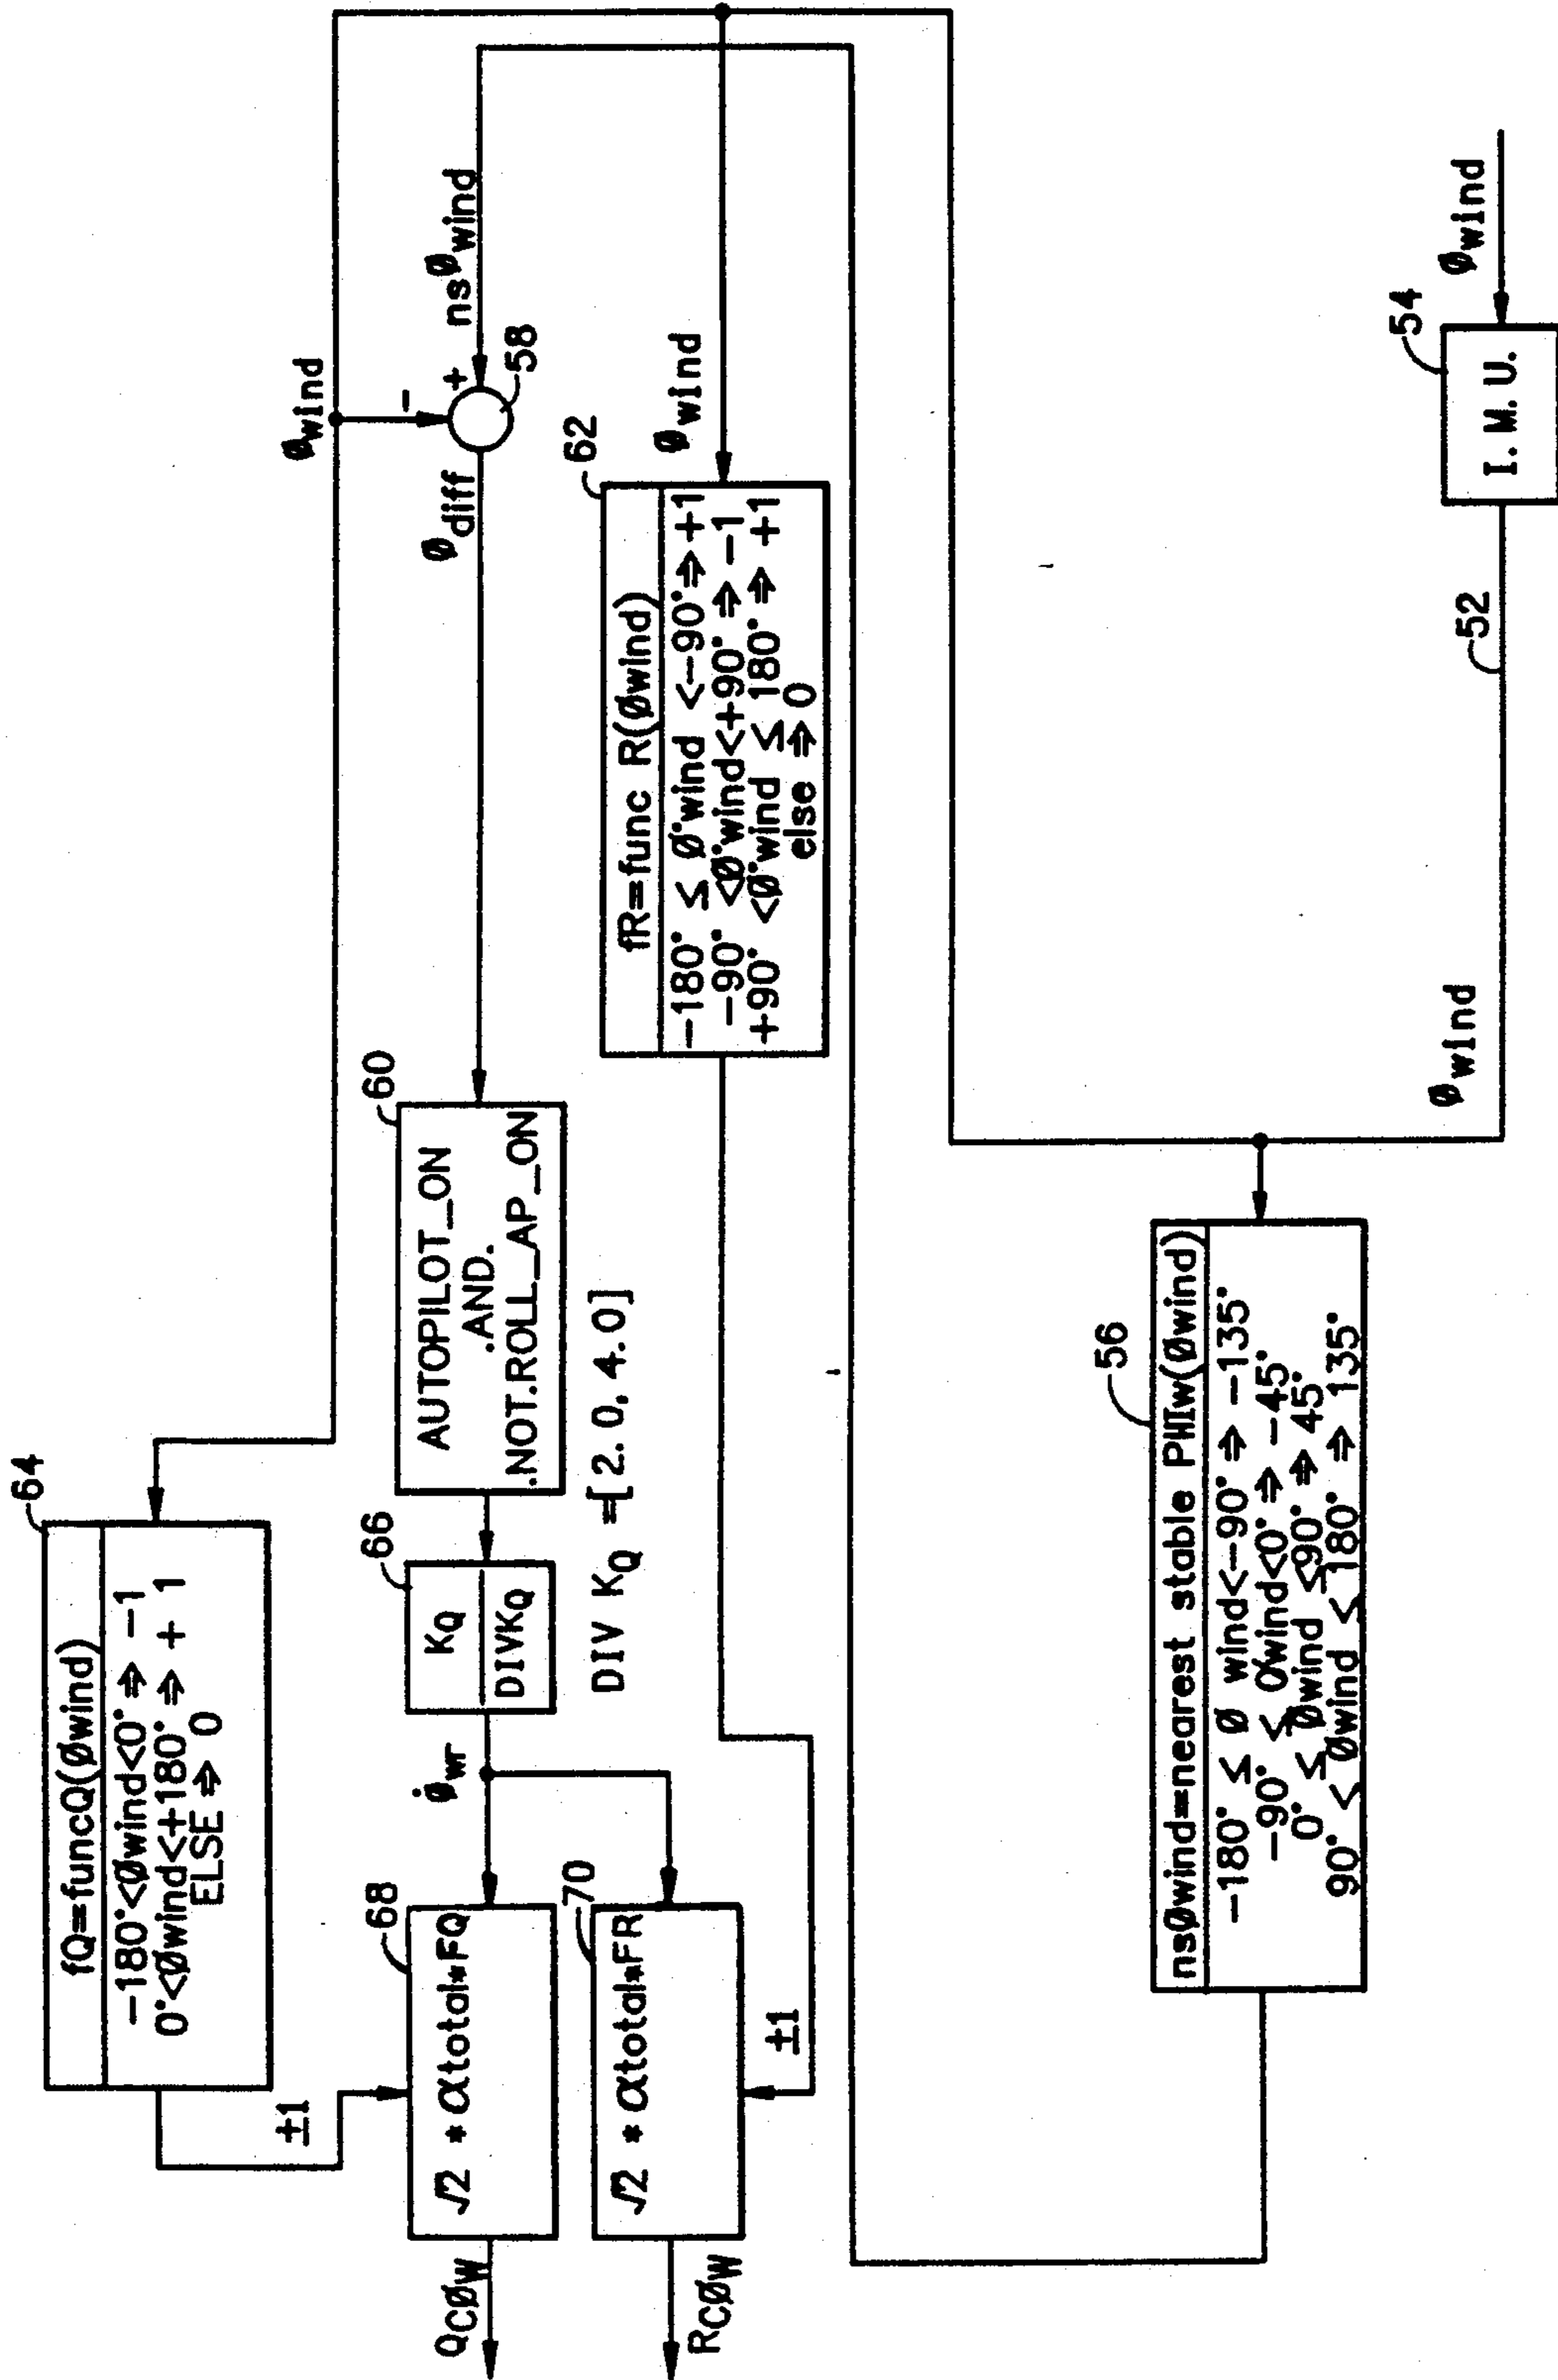 64
fQ=funcQ(Øwind)
-180°<Øwind<0° ⇒ -1
0°<Øwind<+180° ⇒ + 1
ELSE ⇒ 0
±1
Øwind
QCØW
68
√2 * αtotal*FQ
Ø̇wr
66
KQ
DIVKQ
60
AUTOPILOT_ON
.AND.
.NOT.ROLL_AP_ON
Ødiff
-
+
58
nsØwind
DIV KQ =[2.0, 4.0]
RCØW
70
√2 * αtotal*FR
±1
62
fR=func R(Øwind)
-180° ≤ Ø°wind <-90° ⇒ +1
-90° <Ø°wind<+90° ⇒ -1
+90° <Ø°wind ≤ 180° ⇒ +1
else ⇒ 0
Øwind
56
nsØwind=nearest stable PHIw(Øwind)
-180° ≤ Ø wind<-90° ⇒ -135°
-90° ≤ Øwind<0° ⇒ -45°
0° ≤ Øwind ≤90° ⇒ 45°
90° ≤ Øwind ≤ 180° ⇒ 135°
Øwind
52
54
I. M. U.
Øwind